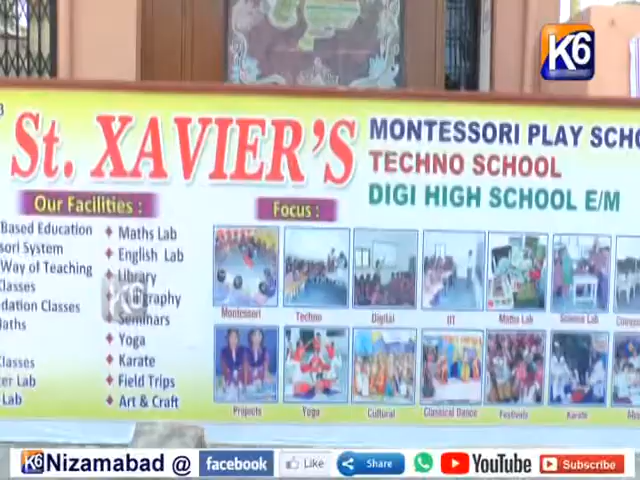 K6
St. XAVIER'S
MONTESSORI PLAY SCHO
TECHNO SCHOOL
DIGI HIGH SCHOOL E/M
Our Facilities :
Focus :
Based Education
sori System
Way of Teaching
Classes
dation Classes
aths
Classes
er Lab
Lab
Maths Lab
English Lab
Library
Seminars
Yoga
Karate
Field Trips
Art & Craft
Montessori
Techno
Digital
IIT
Maths Lab
Science Lab
Projects
Yoga
Cultural
Classical Dance
Festivals
Karate
K6
K6 Nizamabad @ facebook Like Share YouTube Subscribe